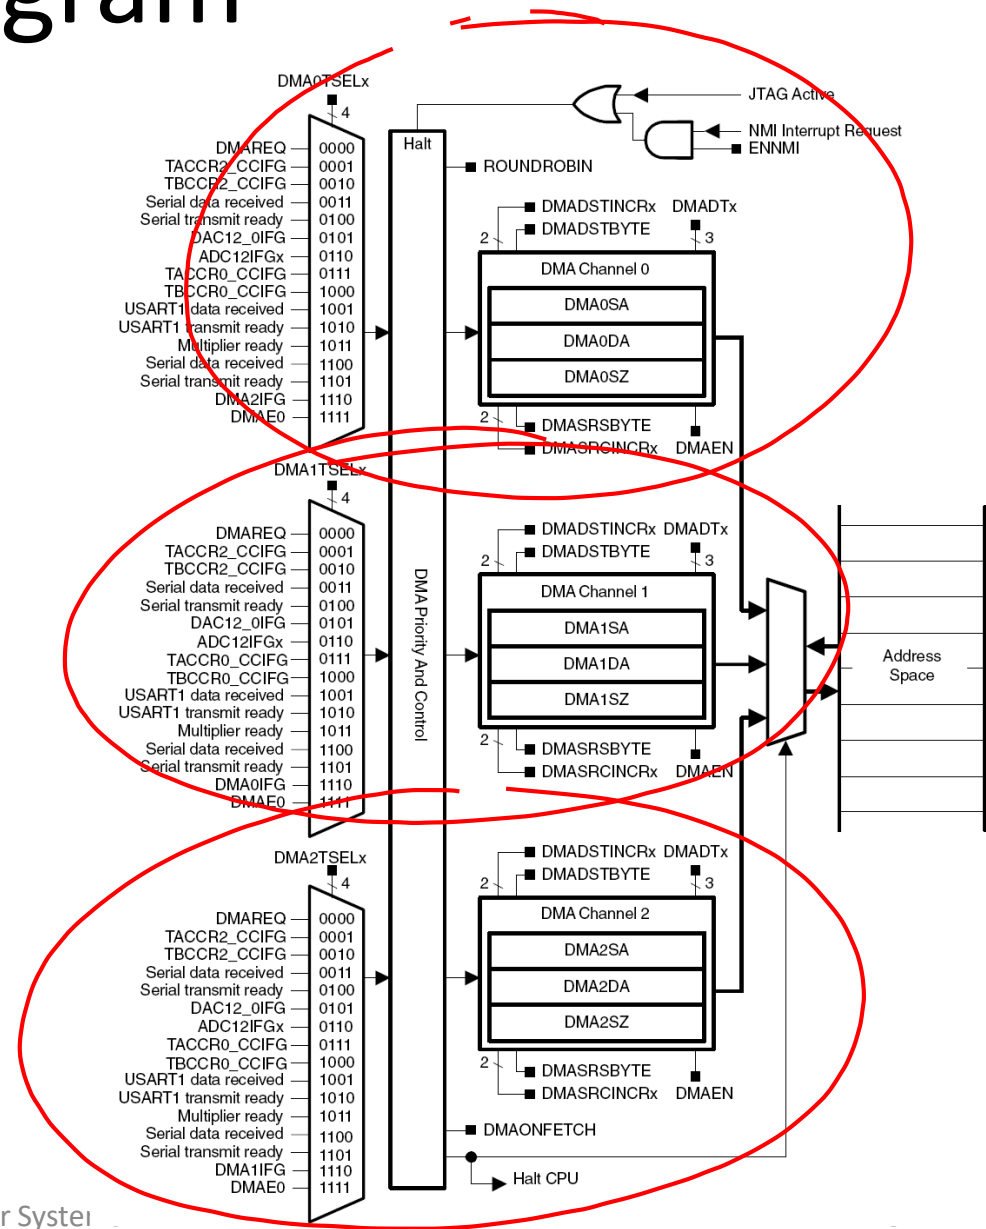 gram
DMA0TSELx
4
DMAREQ 0000
TACCR2_CCIFG 0001
TBCCR2_CCIFG 0010
Serial data received 0011
Serial transmit ready 0100
DAC12_0IFG 0101
ADC12IFGx 0110
TACCR0_CCIFG 0111
TBCCR0_CCIFG 1000
USART1 data received 1001
USART1 transmit ready 1010
Multiplier ready 1011
Serial data received 1100
Serial transmit ready 1101
DMA2IFG 1110
DMAE0 1111
Halt
JTAG Active
NMI Interrupt Request
ENNMI
ROUNDROBIN
DMADSTINCRx DMADTx
2 DMADSTBYTE 3
DMA Channel 0
DMA0SA
DMA0DA
DMA0SZ
2 DMASRSBYTE
DMASRCINCRx DMAEN
DMA1TSELx
4
DMAREQ 0000
TACCR2_CCIFG 0001
TBCCR2_CCIFG 0010
Serial data received 0011
Serial transmit ready 0100
DAC12_0IFG 0101
ADC12IFGx 0110
TACCR0_CCIFG 0111
TBCCR0_CCIFG 1000
USART1 data received 1001
USART1 transmit ready 1010
Multiplier ready 1011
Serial data received 1100
Serial transmit ready 1101
DMA0IFG 1110
DMAE0 1111
DMA Priority And Control
DMADSTINCRx DMADTx
2 DMADSTBYTE 3
DMA Channel 1
DMA1SA
DMA1DA
DMA1SZ
2 DMASRSBYTE
DMASRCINCRx DMAEN
Address
Space
DMA2TSELx
4
DMAREQ 0000
TACCR2_CCIFG 0001
TBCCR2_CCIFG 0010
Serial data received 0011
Serial transmit ready 0100
DAC12_0IFG 0101
ADC12IFGx 0110
TACCR0_CCIFG 0111
TBCCR0_CCIFG 1000
USART1 data received 1001
USART1 transmit ready 1010
Multiplier ready 1011
Serial data received 1100
Serial transmit ready 1101
DMA1IFG 1110
DMAE0 1111
DMADSTINCRx DMADTx
2 DMADSTBYTE 3
DMA Channel 2
DMA2SA
DMA2DA
DMA2SZ
2 DMASRSBYTE
DMASRCINCRx DMAEN
DMAONFETCH
Halt CPU
r Syster